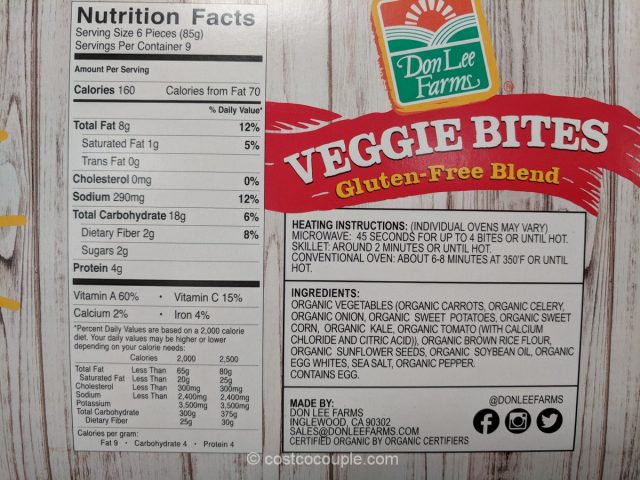 Nutrition Facts
Serving Size 6 Pieces (85g)
Servings Per Container 9
Amount Per Serving
Calories 160 Calories from Fat 70
% Daily Value*
Total Fat 8g 12%
Saturated Fat 1g 5%
Trans Fat 0g
Cholesterol 0mg 0%
Sodium 290mg 12%
Total Carbohydrate 18g 6%
Dietary Fiber 2g 8%
Sugars 2g
Protein 4g
Vitamin A 60% • Vitamin C 15%
Calcium 2% • Iron 4%
*Percent Daily Values are based on a 2,000 calorie
diet. Your daily values may be higher or lower
depending on your calorie needs:
Calories 2,000 2,500
Total Fat Less Than 65g 80g
Saturated Fat Less Than 20g 25g
Cholesterol Less Than 300mg 300mg
Sodium Less Than 2,400mg 2,400mg
Potassium 3,500mg 3,500mg
Total Carbohydrate 300g 375g
Dietary Fiber 25g 30g
Calories per gram:
Fat 9 • Carbohydrate 4 • Protein 4
Don Lee
Farms
®
VEGGIE BITES
Gluten-Free Blend
HEATING INSTRUCTIONS: (INDIVIDUAL OVENS MAY VARY)
MICROWAVE: 45 SECONDS FOR UP TO 4 BITES OR UNTIL HOT.
SKILLET: AROUND 2 MINUTES OR UNTIL HOT.
CONVENTIONAL OVEN: ABOUT 6-8 MINUTES AT 350°F OR UNTIL
HOT.
INGREDIENTS:
ORGANIC VEGETABLES (ORGANIC CARROTS, ORGANIC CELERY,
ORGANIC ONION, ORGANIC SWEET POTATOES, ORGANIC SWEET
CORN, ORGANIC KALE, ORGANIC TOMATO (WITH CALCIUM
CHLORIDE AND CITRIC ACID)), ORGANIC BROWN RICE FLOUR,
ORGANIC SUNFLOWER SEEDS, ORGANIC SOYBEAN OIL, ORGANIC
EGG WHITES, SEA SALT, ORGANIC PEPPER.
CONTAINS EGG.
MADE BY:
DON LEE FARMS
INGLEWOOD, CA 90302
SALES@DONLEEFARMS.COM
CERTIFIED ORGANIC BY ORGANIC CERTIFIERS
@DONLEEFARMS
© costcocouple.com